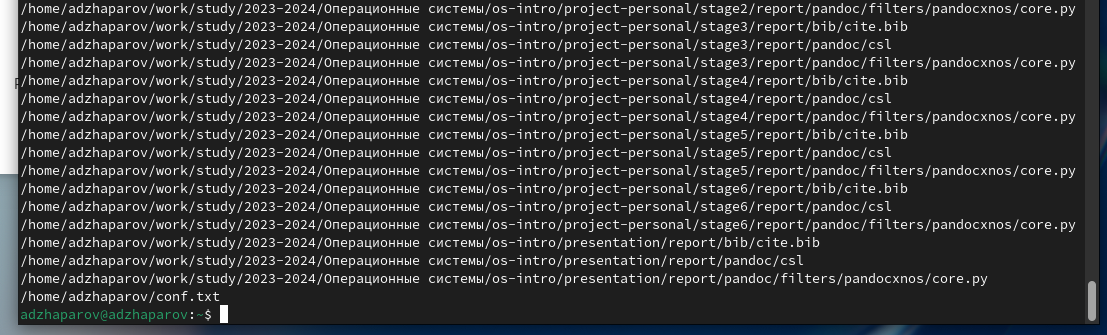 /home/adzhaparov/work/study/2023-2024/Операционные системы/os-intro/project-personal/stage2/report/pandoc/filters/pandocxnos/core.py
/home/adzhaparov/work/study/2023-2024/Операционные системы/os-intro/project-personal/stage3/report/bib/cite.bib
/home/adzhaparov/work/study/2023-2024/Операционные системы/os-intro/project-personal/stage3/report/pandoc/csl
/home/adzhaparov/work/study/2023-2024/Операционные системы/os-intro/project-personal/stage3/report/pandoc/filters/pandocxnos/core.py
/home/adzhaparov/work/study/2023-2024/Операционные системы/os-intro/project-personal/stage4/report/bib/cite.bib
/home/adzhaparov/work/study/2023-2024/Операционные системы/os-intro/project-personal/stage4/report/pandoc/csl
/home/adzhaparov/work/study/2023-2024/Операционные системы/os-intro/project-personal/stage4/report/pandoc/filters/pandocxnos/core.py
/home/adzhaparov/work/study/2023-2024/Операционные системы/os-intro/project-personal/stage5/report/bib/cite.bib
/home/adzhaparov/work/study/2023-2024/Операционные системы/os-intro/project-personal/stage5/report/pandoc/csl
/home/adzhaparov/work/study/2023-2024/Операционные системы/os-intro/project-personal/stage5/report/pandoc/filters/pandocxnos/core.py
/home/adzhaparov/work/study/2023-2024/Операционные системы/os-intro/project-personal/stage6/report/bib/cite.bib
/home/adzhaparov/work/study/2023-2024/Операционные системы/os-intro/project-personal/stage6/report/pandoc/csl
/home/adzhaparov/work/study/2023-2024/Операционные системы/os-intro/project-personal/stage6/report/pandoc/filters/pandocxnos/core.py
/home/adzhaparov/work/study/2023-2024/Операционные системы/os-intro/presentation/report/bib/cite.bib
/home/adzhaparov/work/study/2023-2024/Операционные системы/os-intro/presentation/report/pandoc/csl
/home/adzhaparov/work/study/2023-2024/Операционные системы/os-intro/presentation/report/pandoc/filters/pandocxnos/core.py
/home/adzhaparov/conf.txt
adzhaparov@adzhaparov:~$